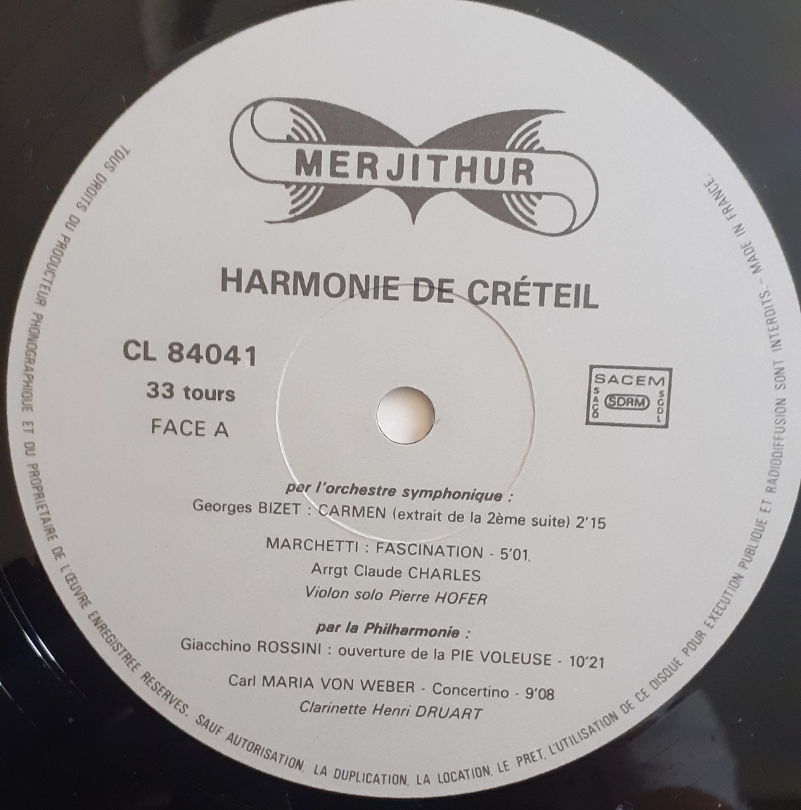 MERJITHUR
HARMONIE DE CRÉTEIL
CL 84041
33 tours
FACE A
SACEM
SACD
SDRM
SGDL
par l'orchestre symphonique :
Georges BIZET : CARMEN (extrait de la 2ème suite) 2'15
MARCHETTI : FASCINATION - 5'01.
Arrgt Claude CHARLES
Violon solo Pierre HOFER
par la Philharmonie :
Giacchino ROSSINI : ouverture de la PIE VOLEUSE - 10'21
Carl MARIA VON WEBER - Concertino - 9'08
Clarinette Henri DRUART
TOUS DROITS DU PRODUCTEUR PHONOGRAPHIQUE ET DU PROPRIETAIRE DE L'ŒUVRE ENREGISTREE RESERVES. SAUF AUTORISATION, LA DUPLICATION, LA LOCATION, LE PRET, L'UTILISATION DE CE DISQUE POUR EXECUTION PUBLIQUE ET RADIODIFFUSION SONT INTERDITS. - MADE IN FRANCE.